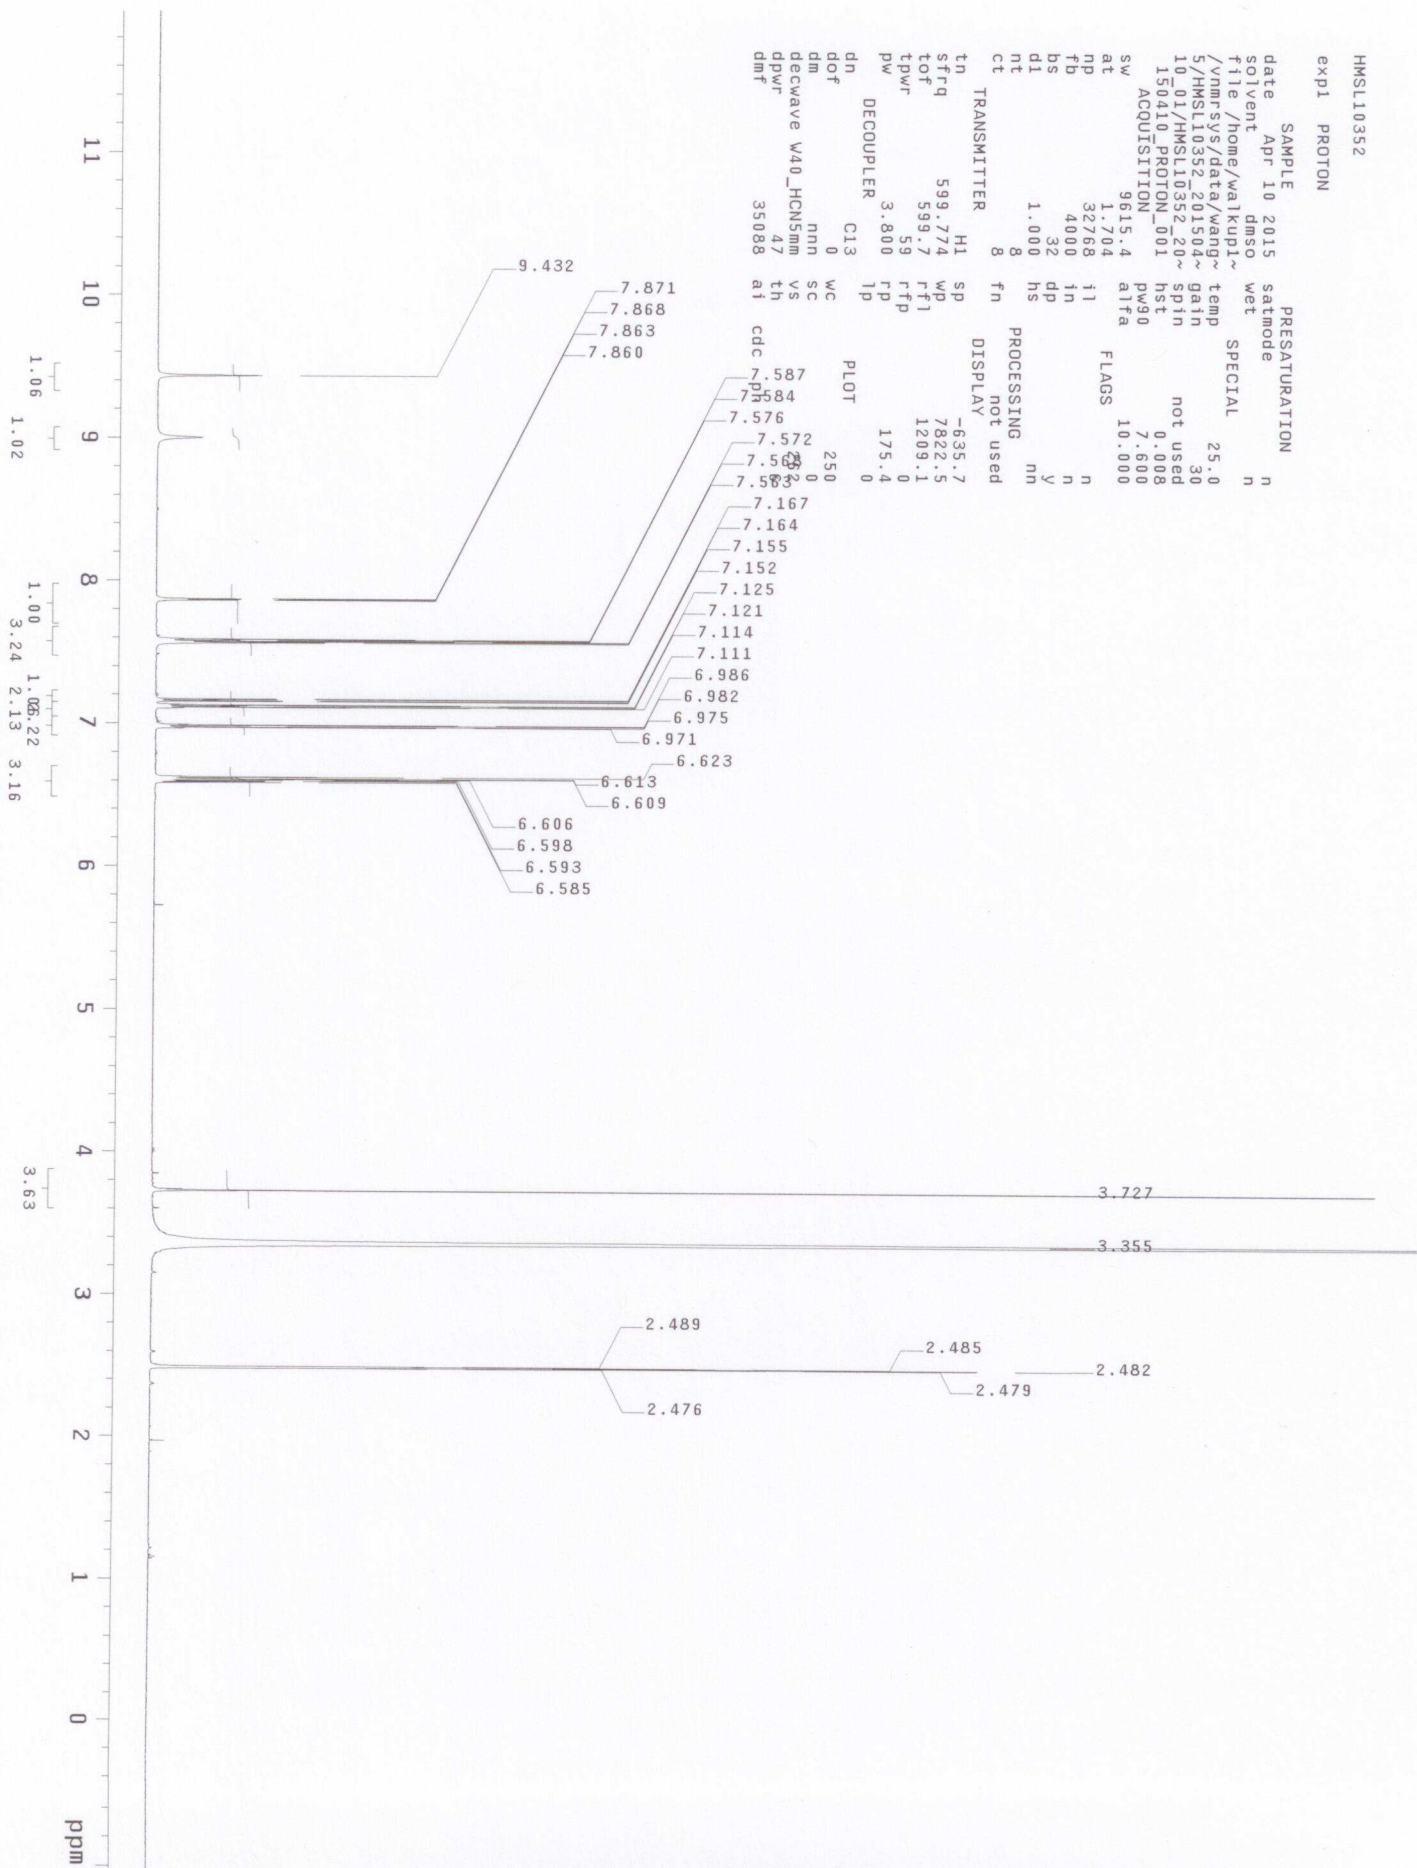 HMSL10352
exp1 PROTON
SAMPLE PRESATURATION
date Apr 10 2015 satmode n
solvent dmso wet n
file /home/walkup1~ SPECIAL
/vnmrsys/data/wang~ temp 25.0
5/HMSL10352_201504~ gain 30
10_01/HMSL10352_20~ spin not used
150410_PROTON_001 hst 0.008
ACQUISITION pw90 7.600
sw 9615.4 alfa 10.000
at 1.704 FLAGS
np 32768 il n
fb 4000 in n
bs 32 dp y
d1 1.000 hs nn
nt 8 PROCESSING
ct 8 fn not used
TRANSMITTER DISPLAY
tn H1 sp -635.7
sfrq 599.774 wp 7822.5
tof 599.7 rfl 1209.1
tpwr 59 rfp 0
pw 3.800 rp 175.4
DECOUPLER lp 0
dn C13 PLOT
dof 0 wc 250
dm nnn sc 0
decwave W40_HCN5mm vs
dpwr 47 th
dmf 35088 ai cdc ph
9.432
7.871
7.868
7.863
7.860
7.587
7.584
7.576
7.572
7.568
7.563
7.167
7.164
7.155
7.152
7.125
7.121
7.114
7.111
6.986
6.982
6.975
6.971
6.623
6.613
6.609
6.606
6.598
6.593
6.585
3.727
3.355
2.489
2.485
2.482
2.479
2.476
11 10 9 8 7 6 5 4 3 2 1 0 ppm
1.06
1.02
1.00
3.24
2.13
3.16
3.63